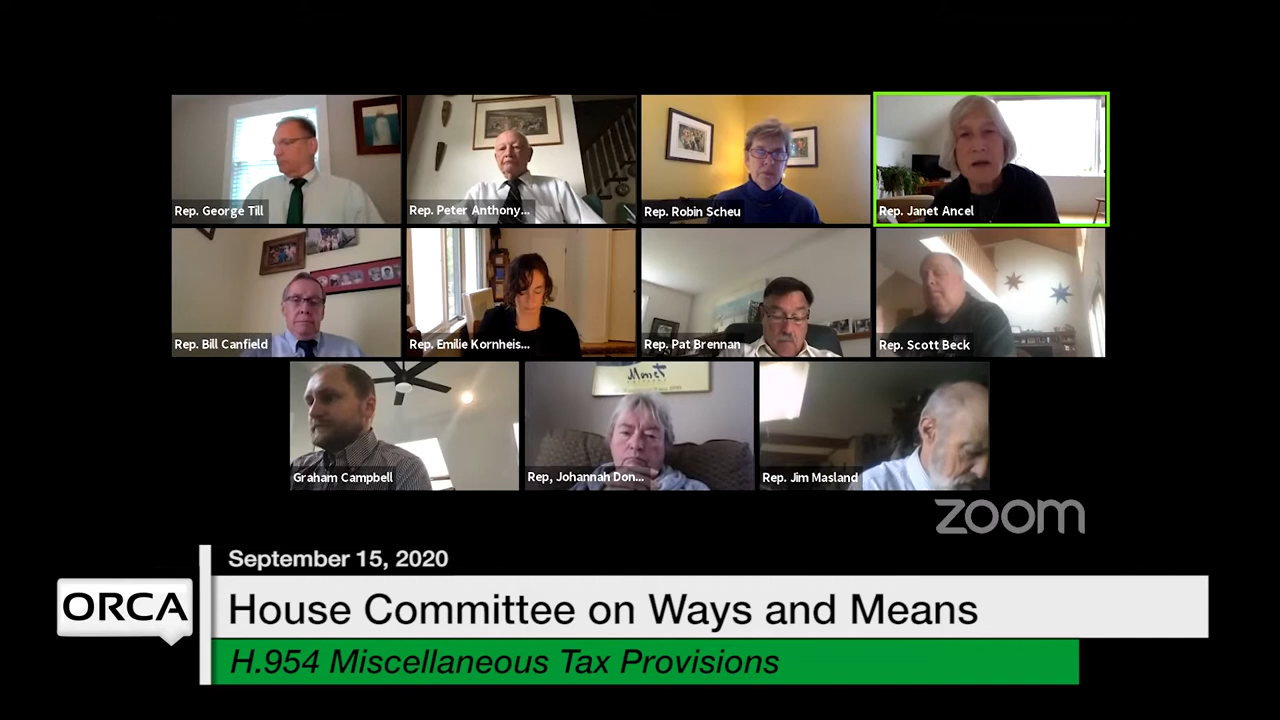 Rep. George Till
Rep. Peter Anthony...
Rep. Robin Scheu
Rep. Janet Ancel
Rep. Bill Canfield
Rep. Emilie Kornheis...
Rep. Pat Brennan
Rep. Scott Beck
Monet
Graham Campbell
Rep, Johannah Don...
Rep. Jim Masland
zoom
September 15, 2020
ORCA
House Committee on Ways and Means
H.954 Miscellaneous Tax Provisions